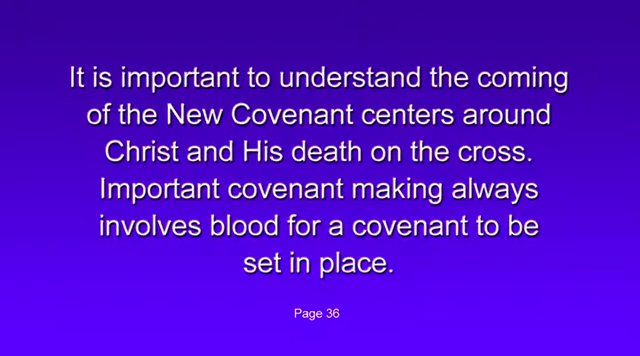 It is important to understand the coming
of the New Covenant centers around
Christ and His death on the cross.
Important covenant making always
involves blood for a covenant to be
set in place.
Page 36